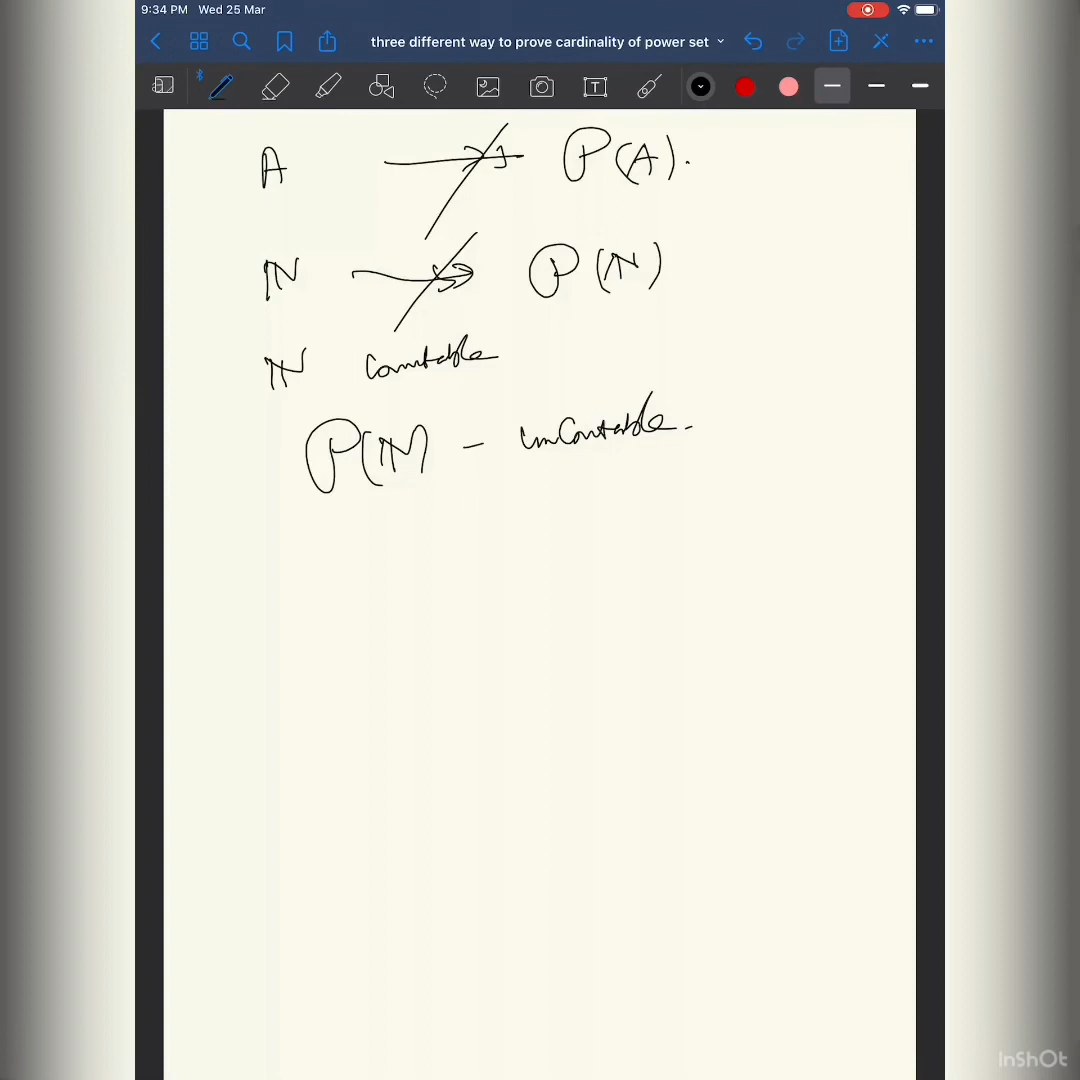 9:34 PM Wed 25 Mar
three different way to prove cardinality of power set
T
A ↠̸ P(A).
ℕ ↠̸ P(ℕ)
ℕ Countable
P(ℕ) – unCountable.
InShOt